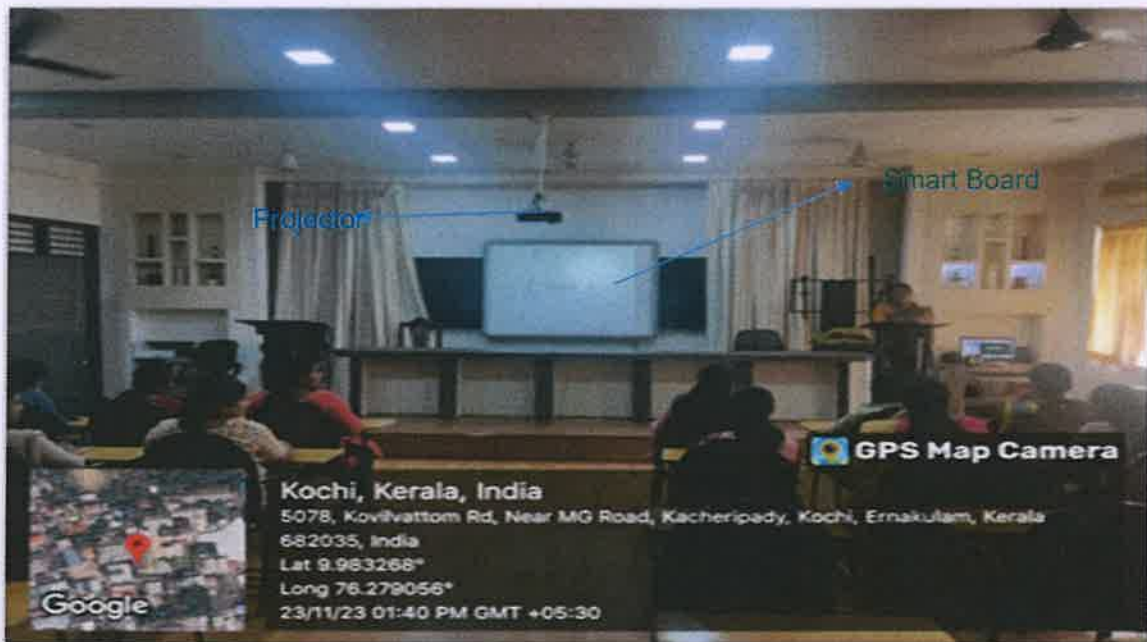 Projector
Smart Board
GPS Map Camera
Kochi, Kerala, India
5078, Kovilvattom Rd, Near MG Road, Kacheripady, Kochi, Ernakulam, Kerala
682035, India
Lat 9.983268°
Long 76.279056°
23/11/23 01:40 PM GMT +05:30
Google